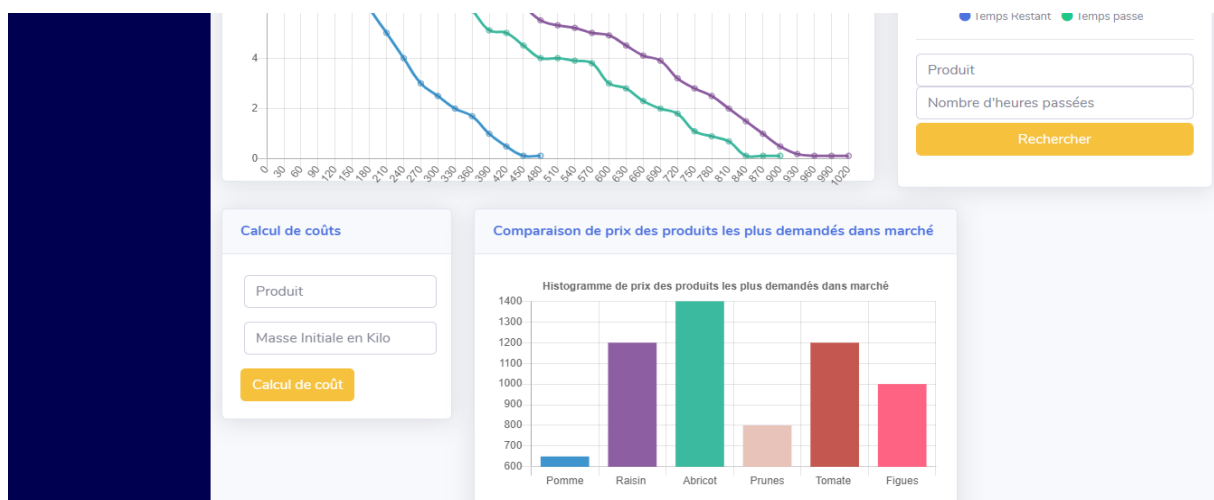 Temps Restant Temps passé
4
2
0
0 30 60 90 120 150 180 210 240 270 300 330 360 390 420 450 480 510 540 570 600 630 660 690 720 750 780 810 840 870 900 930 960 990 1020
Produit
Nombre d'heures passées
Rechercher
Calcul de coûts
Produit
Masse Initiale en Kilo
Calcul de coût
Comparaison de prix des produits les plus demandés dans marché
Histogramme de prix des produits les plus demandés dans marché
1400
1300
1200
1100
1000
900
800
700
600
Pomme Raisin Abricot Prunes Tomate Figues